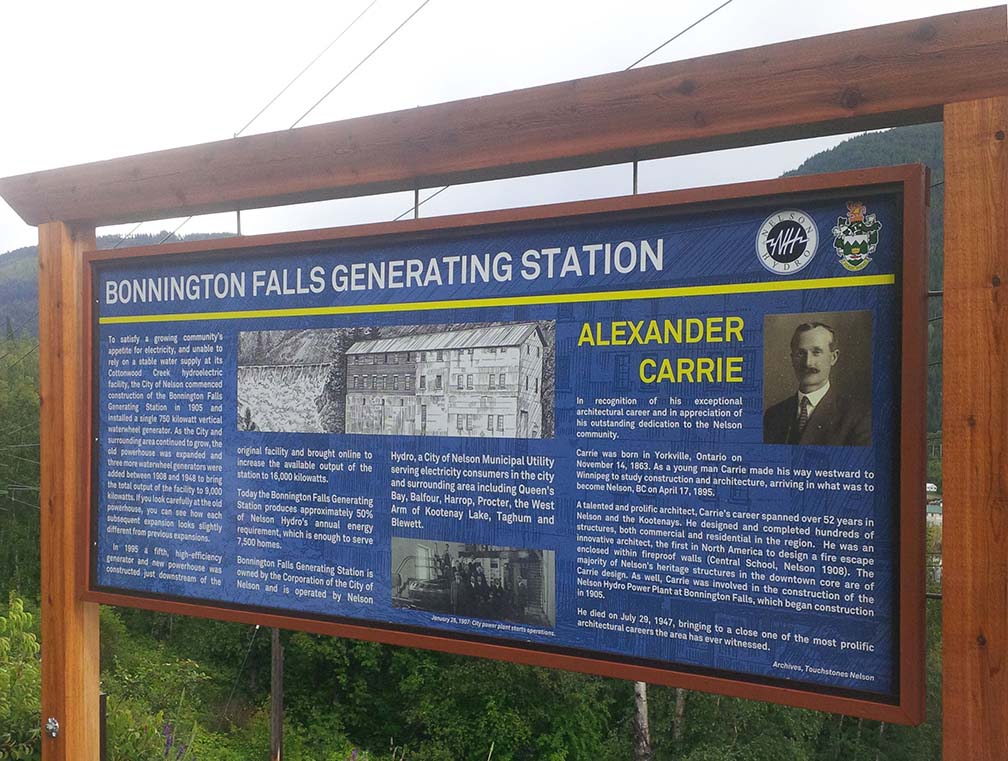 BONNINGTON FALLS GENERATING STATION
NELSON
NH
HYDRO
To satisfy a growing community's
appetite for electricity, and unable to
rely on a stable water supply at its
Cottonwood Creek hydroelectric
facility, the City of Nelson commenced
construction of the Bonnington Falls
Generating Station in 1905 and
installed a single 750 kilowatt vertical
waterwheel generator. As the City and
surrounding area continued to grow, the
old powerhouse was expanded and
three more waterwheel generators were
added between 1908 and 1948 to bring
the total output of the facility to 9,000
kilowatts. If you look carefully at the old
powerhouse, you can see how each
subsequent expansion looks slightly
different from previous expansions.
In 1995 a fifth, high-efficiency
generator and new powerhouse was
constructed just downstream of the
original facility and brought online to
increase the available output of the
station to 16,000 kilowatts.
Today the Bonnington Falls Generating
Station produces approximately 50%
of Nelson Hydro's annual energy
requirement, which is enough to serve
7,500 homes.
Bonnington Falls Generating Station is
owned by the Corporation of the City of
Nelson and is operated by Nelson
Hydro, a City of Nelson Municipal Utility
serving electricity consumers in the city
and surrounding area including Queen's
Bay, Balfour, Harrop, Procter, the West
Arm of Kootenay Lake, Taghum and
Blewett.
January 28, 1907: City power plant starts operations.
ALEXANDER
CARRIE
In recognition of his exceptional
architectural career and in appreciation of
his outstanding dedication to the Nelson
community.
Carrie was born in Yorkville, Ontario on
November 14, 1863. As a young man Carrie made his way westward to
Winnipeg to study construction and architecture, arriving in what was to
become Nelson, BC on April 17, 1895.
A talented and prolific architect, Carrie's career spanned over 52 years in
Nelson and the Kootenays. He designed and completed hundreds of
structures, both commercial and residential in the region. He was an
innovative architect, the first in North America to design a fire escape
enclosed within fireproof walls (Central School, Nelson 1908). The
majority of Nelson's heritage structures in the downtown core are of
Carrie design. As well, Carrie was involved in the construction of the
Nelson Hydro Power Plant at Bonnington Falls, which began construction
in 1905.
He died on July 29, 1947, bringing to a close one of the most prolific
architectural careers the area has ever witnessed.
Archives, Touchstones Nelson